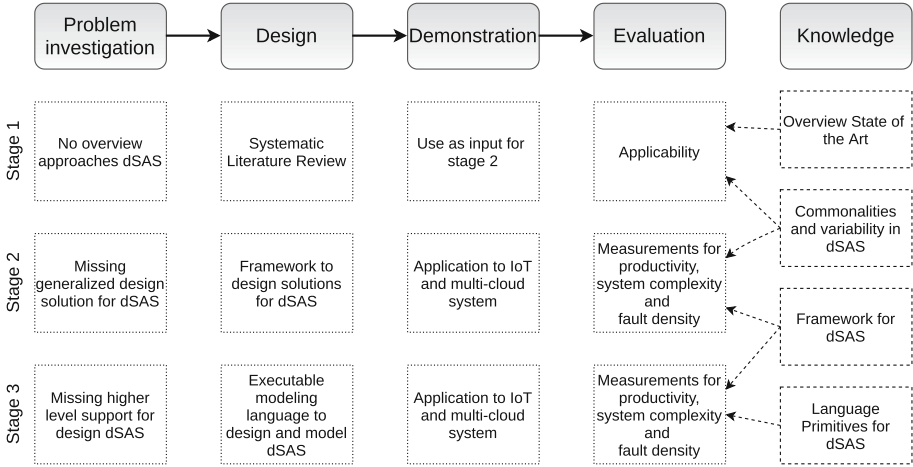 Problem
investigation
Design
Demonstration
Evaluation
Knowledge
Stage 1
No overview
approaches dSAS
Systematic
Literature Review
Use as input for
stage 2
Applicability
Overview State of
the Art
Commonalities
and variability in
dSAS
Stage 2
Missing
generalized design
solution for dSAS
Framework to
design solutions
for dSAS
Application to IoT
and multi-cloud
system
Measurements for
productivity,
system complexity
and
fault density
Framework for
dSAS
Stage 3
Missing higher
level support for
design dSAS
Executable
modeling
language to
design and model
dSAS
Application to IoT
and multi-cloud
system
Measurements for
productivity,
system complexity
and
fault density
Language
Primitives for
dSAS